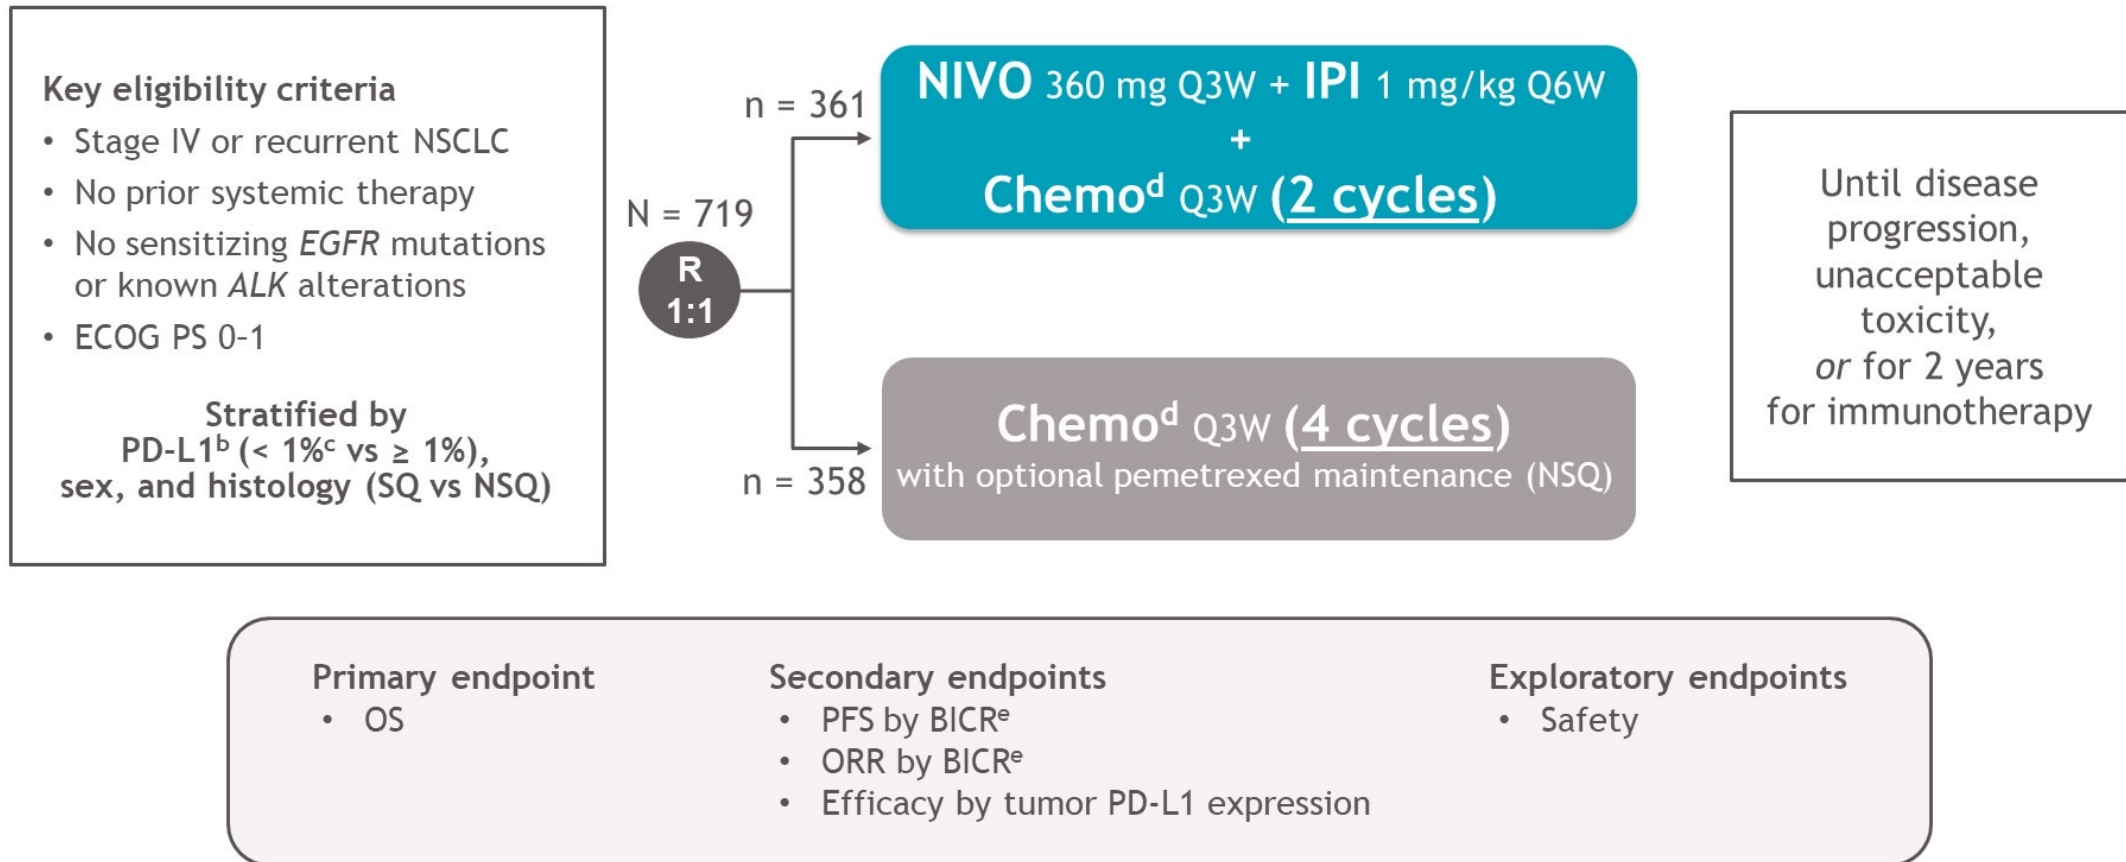 Key eligibility criteria
• Stage IV or recurrent NSCLC
• No prior systemic therapy
• No sensitizing EGFR mutations
or known ALK alterations
• ECOG PS 0–1
Stratified by
PD-L1ᵇ (< 1%ᶜ vs ≥ 1%),
sex, and histology (SQ vs NSQ)
N = 719
R
1:1
n = 361
NIVO 360 mg Q3W + IPI 1 mg/kg Q6W
+
Chemoᵈ Q3W (2 cycles)
n = 358
Chemoᵈ Q3W (4 cycles)
with optional pemetrexed maintenance (NSQ)
Until disease
progression,
unacceptable
toxicity,
or for 2 years
for immunotherapy
Primary endpoint
• OS
Secondary endpoints
• PFS by BICRᵉ
• ORR by BICRᵉ
• Efficacy by tumor PD-L1 expression
Exploratory endpoints
• Safety